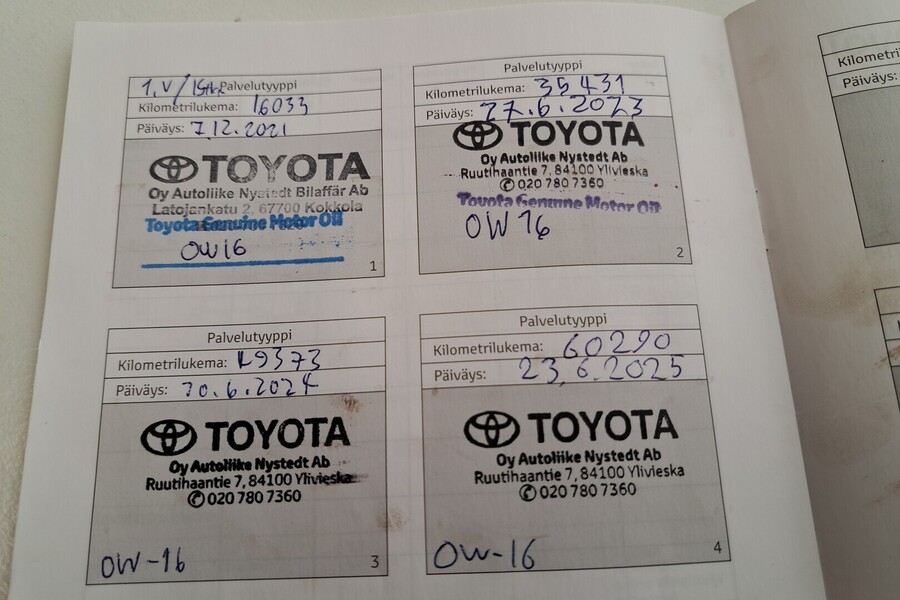 1.V/15tkm Palvelutyyppi
Kilometrilukema: 16033
Päiväys: 7.12.2021
TOYOTA
Oy Autoliike Nystedt Bilaffär Ab
Latojankatu 2, 67700 Kokkola
Toyota Genuine Motor Oil
0W16
1
Palvelutyyppi
Kilometrilukema: 35.431
Päiväys: 27.6.2023
TOYOTA
Oy Autoliike Nystedt Ab
Ruutihaantie 7, 84100 Ylivieska
020 780 7360
Toyota Genuine Motor Oil
0W16
2
Palvelutyyppi
Kilometrilukema: 49373
Päiväys: 20.6.2024
TOYOTA
Oy Autoliike Nystedt Ab
Ruutihaantie 7, 84100 Ylivieska
020 780 7360
0W-16
3
Palvelutyyppi
Kilometrilukema: 60290
Päiväys: 23.6.2025
TOYOTA
Oy Autoliike Nystedt Ab
Ruutihaantie 7, 84100 Ylivieska
020 780 7360
0W-16
4
Päiväys: